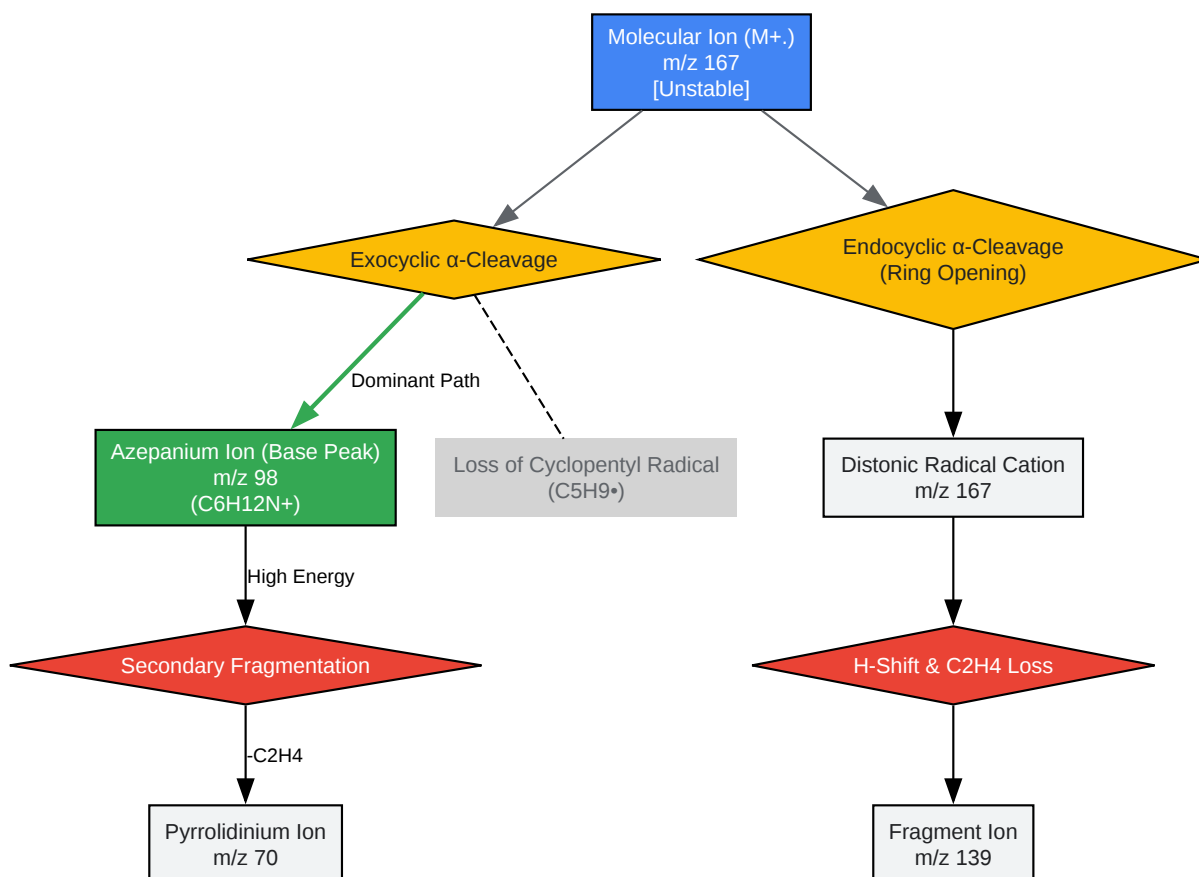 Molecular Ion (M+.)
m/z 167
[Unstable]
Exocyclic α-Cleavage
Endocyclic α-Cleavage
(Ring Opening)
Dominant Path
Azepanium Ion (Base Peak)
m/z 98
(C6H12N+)
Loss of Cyclopentyl Radical
(C5H9•)
Distonic Radical Cation
m/z 167
High Energy
Secondary Fragmentation
H-Shift & C2H4 Loss
-C2H4
Pyrrolidinium Ion
m/z 70
Fragment Ion
m/z 139